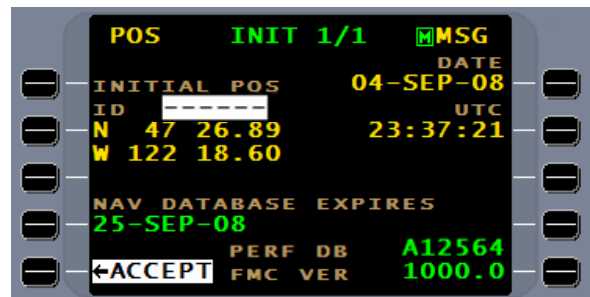 POS INIT 1/1 M MSG
DATE
INITIAL POS 04-SEP-08
ID ------ UTC
N 47 26.89 23:37:21
W 122 18.60
NAV DATABASE EXPIRES
25-SEP-08
PERF DB A12564
←ACCEPT FMC VER 1000.0